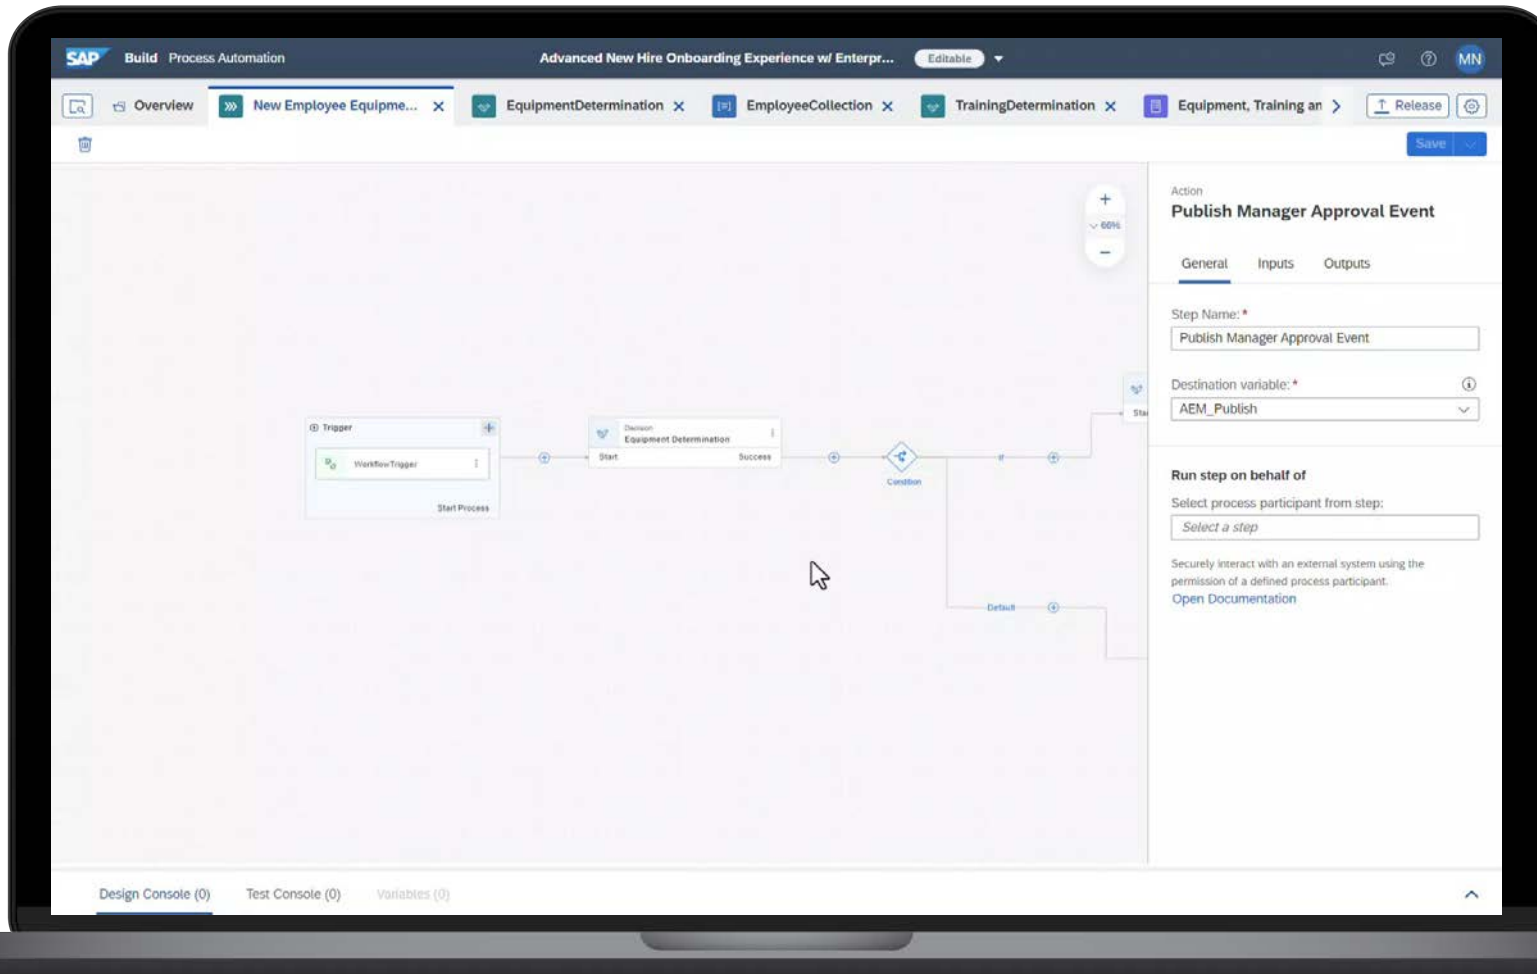 SAP Build Process Automation
Advanced New Hire Onboarding Experience w/ Enterpr...
Editable
MN
Overview
New Employee Equipme...
EquipmentDetermination
EmployeeCollection
TrainingDetermination
Equipment, Training an
Release
Save
66%
Trigger
WorkflowTrigger
Start Process
Decision
Equipment Determination
Start
Success
Condition
If
Default
Sta
Action
Publish Manager Approval Event
General
Inputs
Outputs
Step Name: *
Publish Manager Approval Event
Destination variable: *
AEM_Publish
Run step on behalf of
Select process participant from step:
Select a step
Securely interact with an external system using the
permission of a defined process participant.
Open Documentation
Design Console (0)
Test Console (0)
Variables (0)